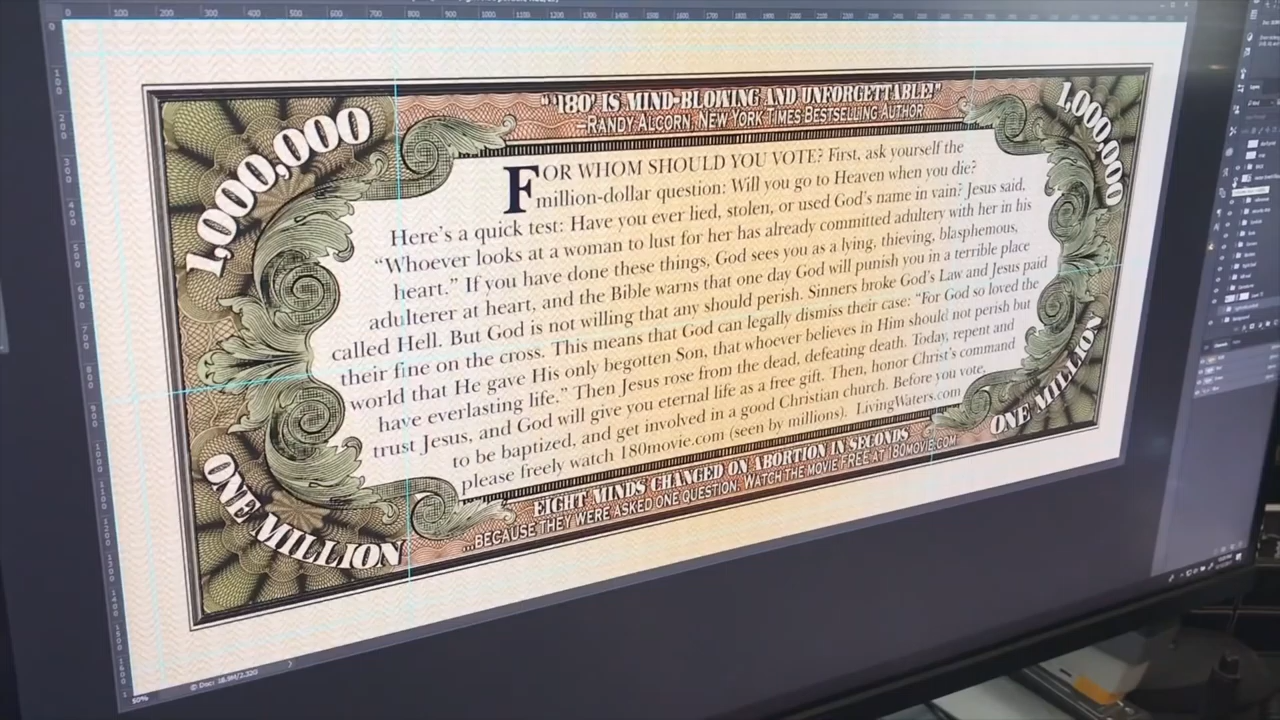 1,000,000
1,000,000
"'180' IS MIND-BLOWING AND UNFORGETTABLE!"
–RANDY ALCORN, NEW YORK TIMES BESTSELLING AUTHOR
FOR WHOM SHOULD YOU VOTE? First, ask yourself the
million-dollar question: Will you go to Heaven when you die?
Here's a quick test: Have you ever lied, stolen, or used God's name in vain? Jesus said,
"Whoever looks at a woman to lust for her has already committed adultery with her in his
heart." If you have done these things, God sees you as a lying, thieving, blasphemous,
adulterer at heart, and the Bible warns that one day God will punish you in a terrible place
called Hell. But God is not willing that any should perish. Sinners broke God's Law and Jesus paid
their fine on the cross. This means that God can legally dismiss their case: "For God so loved the
world that He gave His only begotten Son, that whoever believes in Him should not perish but
have everlasting life." Then Jesus rose from the dead, defeating death. Today, repent and
trust Jesus, and God will give you eternal life as a free gift. Then, honor Christ's command
to be baptized, and get involved in a good Christian church. Before you vote,
please freely watch 180movie.com (seen by millions). LivingWaters.com
ONE MILLION
ONE MILLION
EIGHT MINDS CHANGED ON ABORTION IN SECONDS
...BECAUSE THEY WERE ASKED ONE QUESTION. WATCH THE MOVIE FREE AT 180MOVIE.COM
50%